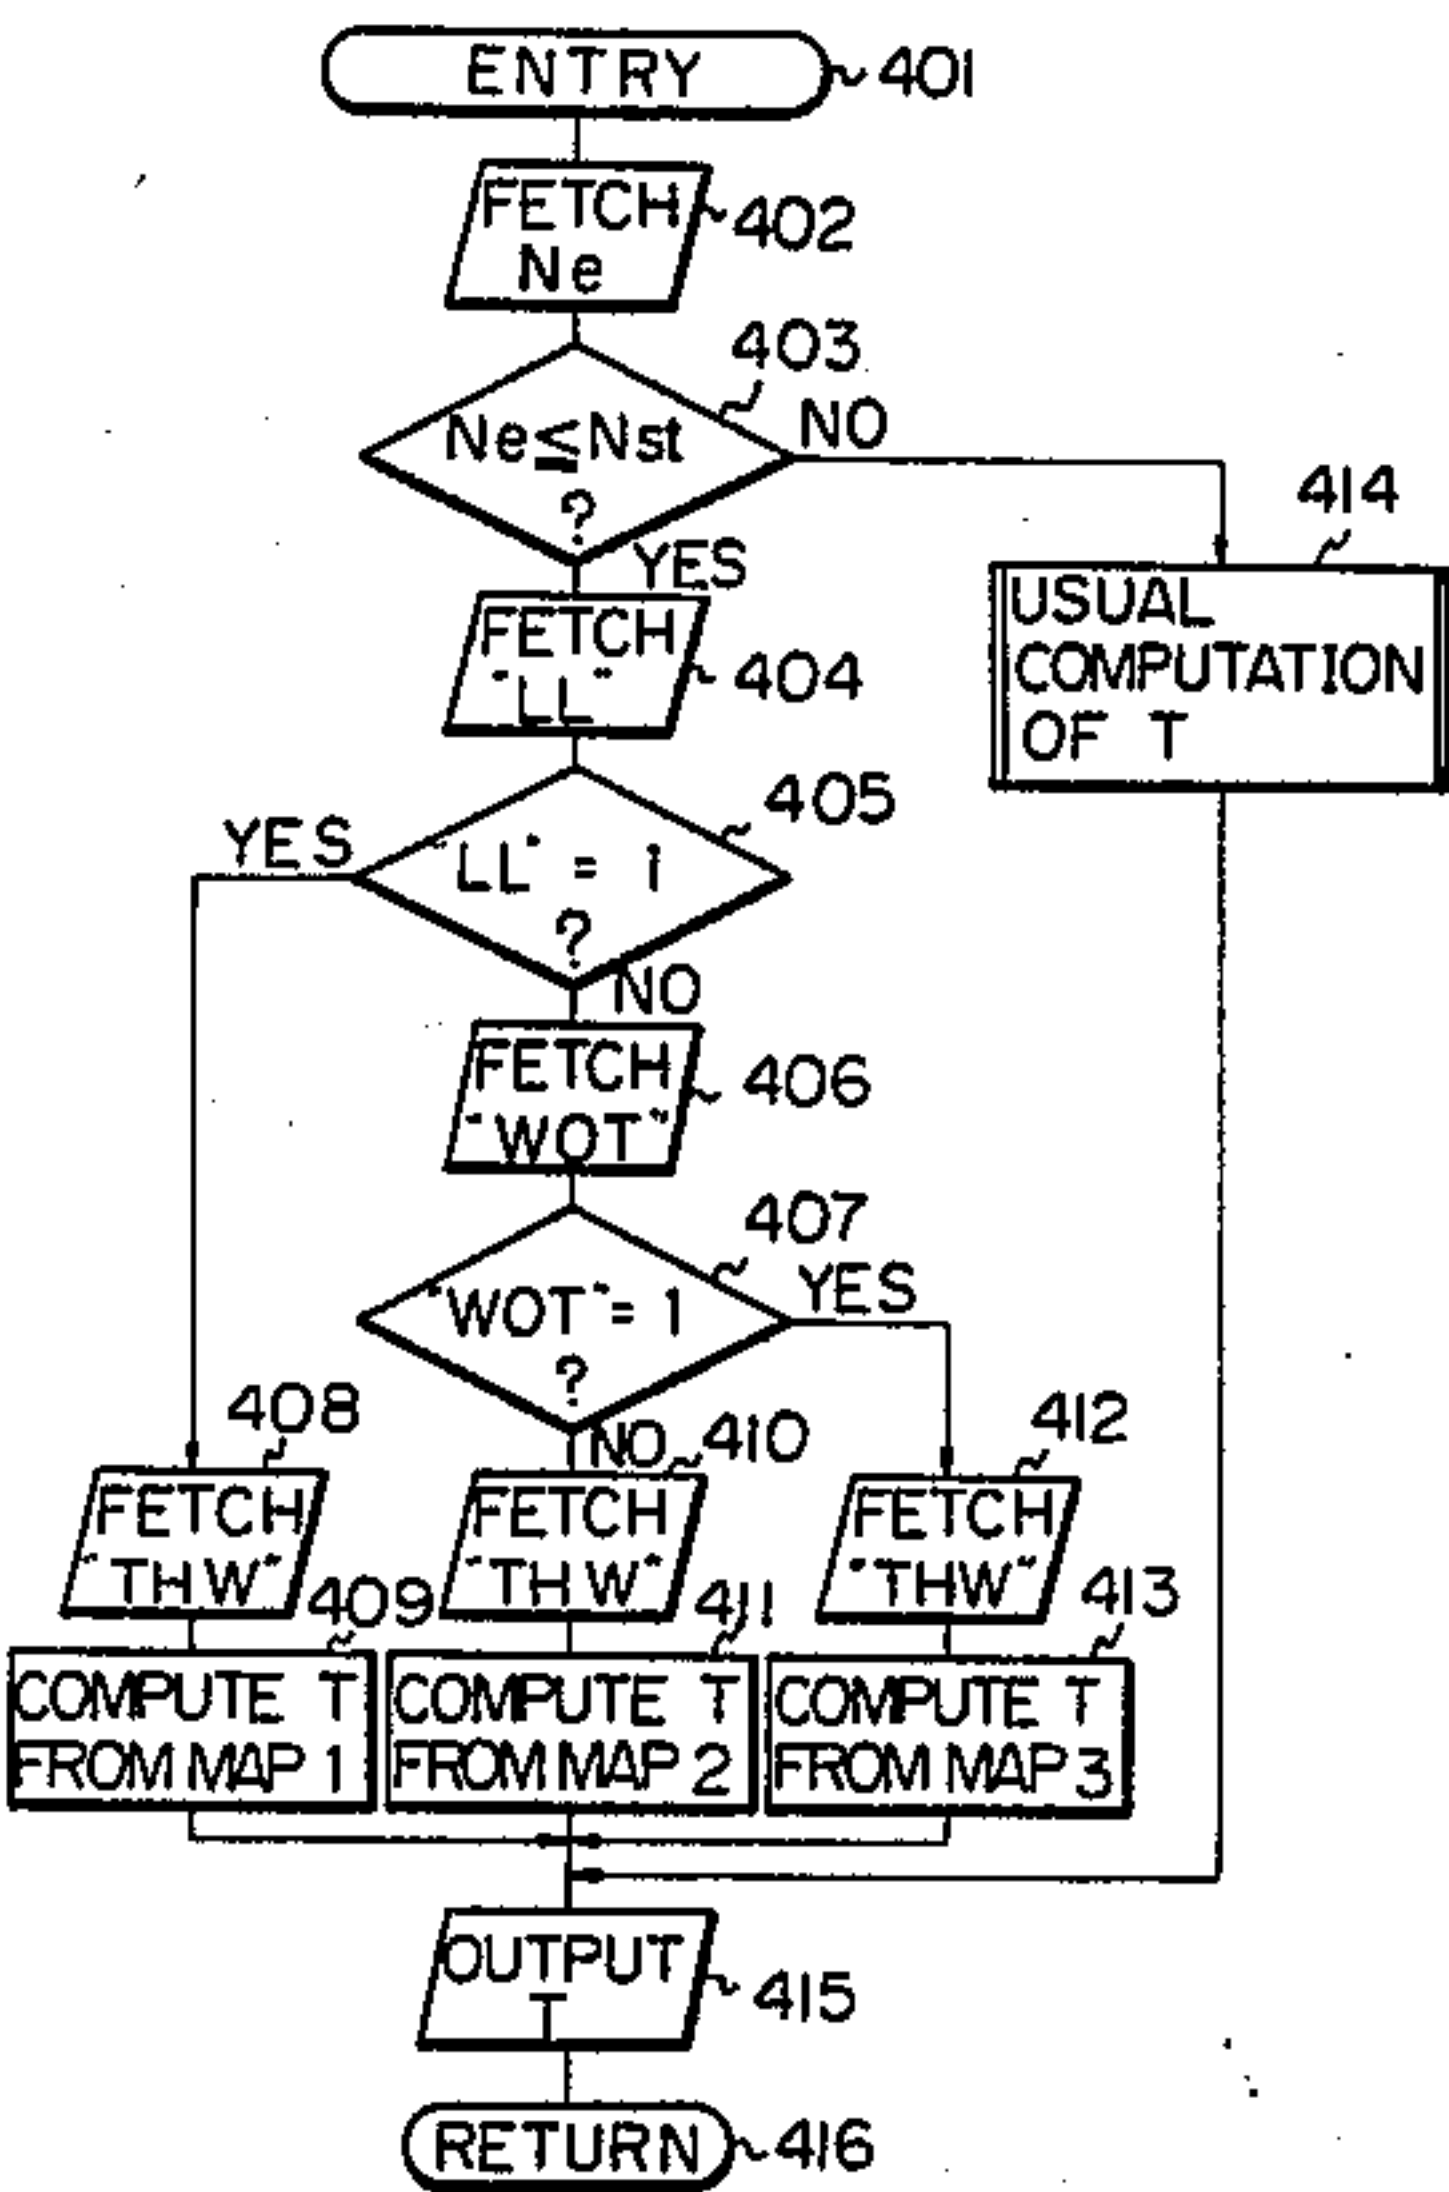 ENTRY
401
FETCH
Ne
402
403
Ne≤Nst
?
NO
YES
414
USUAL
COMPUTATION
OF T
FETCH
"LL"
404
405
YES
"LL" = 1
?
NO
FETCH
"WOT"
406
407
"WOT" = 1
?
YES
NO
408
FETCH
"THW"
410
FETCH
"THW"
412
FETCH
"THW"
409
COMPUTE T
FROM MAP 1
411
COMPUTE T
FROM MAP 2
413
COMPUTE T
FROM MAP 3
OUTPUT
T
415
RETURN
416